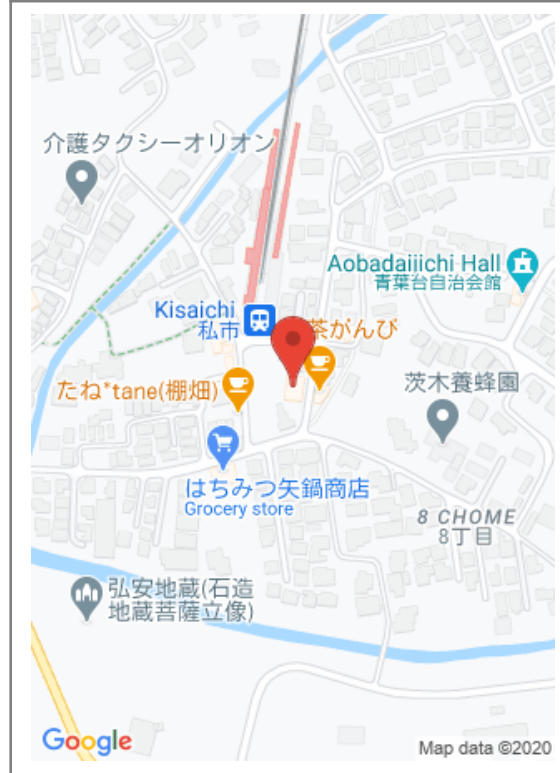 介護タクシーオリオン
Aobadaiiichi Hall
青葉台自治会館
Kisaichi
私市
茶がんび
たね*tane(棚畑)
茨木養蜂園
はちみつ矢鍋商店
Grocery store
8 CHOME
8丁目
弘安地蔵(石造
地蔵菩薩立像)
Google
Map data ©2020